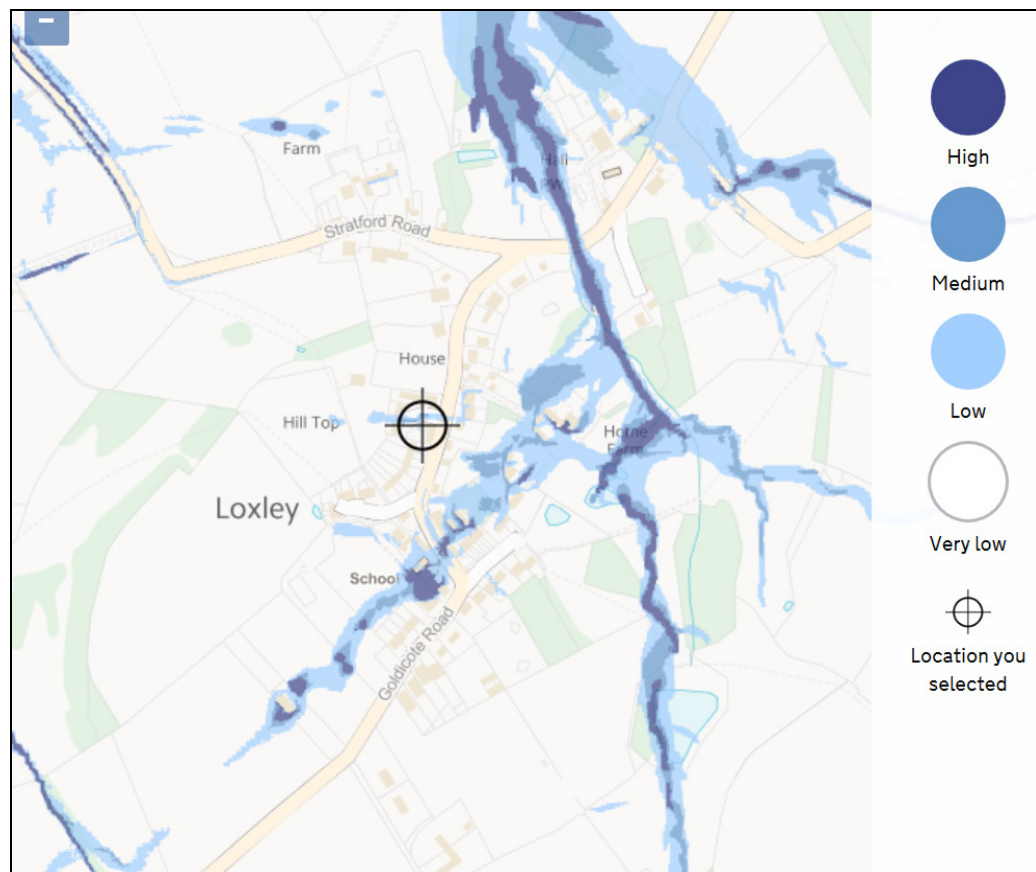 -
Farm
Hall
PW
Stratford Road
House
Hill Top
Home
Farm
Loxley
School
Goldicote Road
High
Medium
Low
Very low
Location you
selected